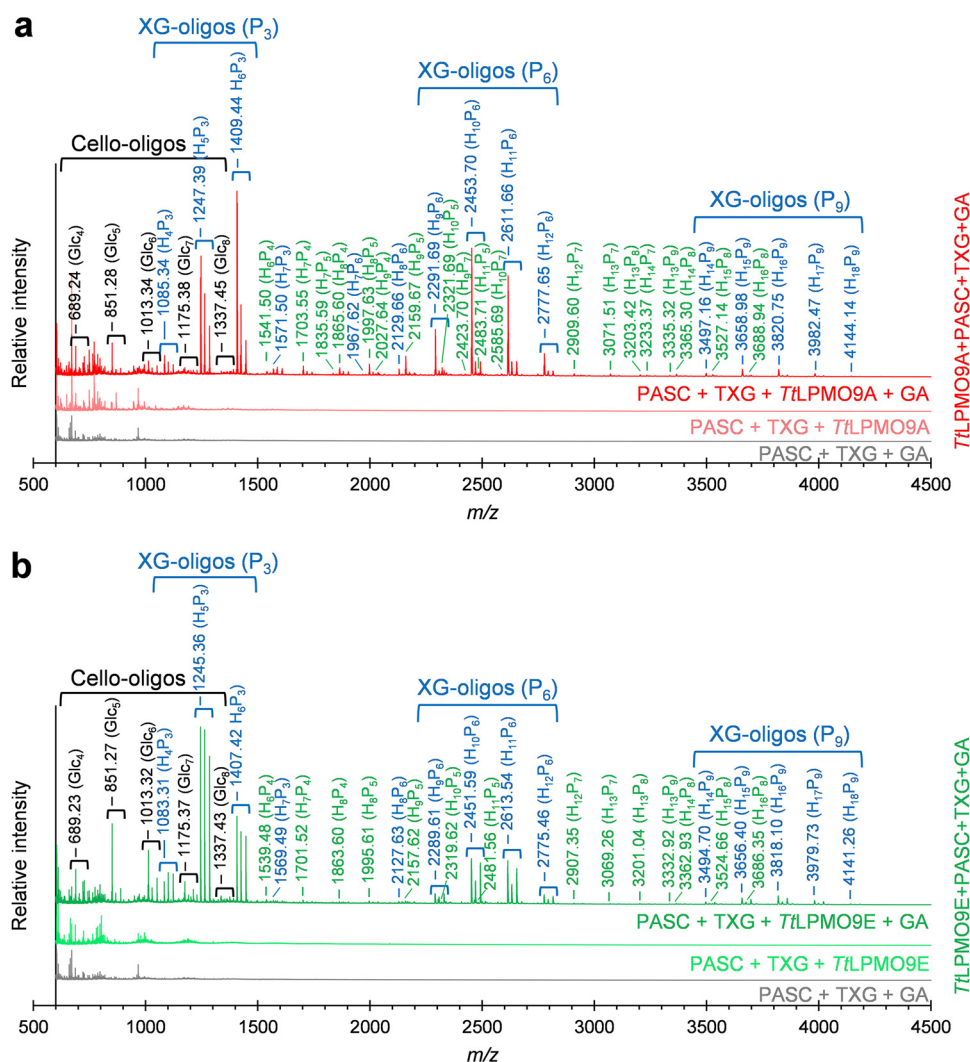 a
XG-oligos (P3)
XG-oligos (P6)
Cello-oligos
XG-oligos (P9)
689.24 (Glc4)
851.28 (Glc5)
1013.34 (Glc6)
1085.34 (H4P3)
1175.38 (Glc7)
1247.39 (H5P3)
1337.45 (Glc8)
1409.44 H6P3)
1541.50 (H6P4)
1571.50 (H7P3)
1703.55 (H7P4)
1835.59 (H7P5)
1865.60 (H8P4)
1967.62 (H7P6)
1997.63 (H8P5)
2027.64 (H9P4)
2129.66 (H8P6)
2159.67 (H9P5)
2291.69 (H9P6)
2321.69 (H10P5)
2423.70 (H9P7)
2453.70 (H10P6)
2483.71 (H11P5)
2585.69 (H10P7)
2611.66 (H11P6)
2777.65 (H12P6)
2909.60 (H12P7)
3071.51 (H13P7)
3203.42 (H13P8)
3233.37 (H14P7)
3335.32 (H13P9)
3365.30 (H14P8)
3497.16 (H14P9)
3527.14 (H15P8)
3658.98 (H15P9)
3688.94 (H16P8)
3820.75 (H16P9)
3982.47 (H17P9)
4144.14 (H18P9)
Relative intensity
PASC + TXG + TtLPMO9A + GA
PASC + TXG + TtLPMO9A
PASC + TXG + GA
TtLPMO9A+PASC+TXG+GA
500 1000 1500 2000 2500 3000 3500 4000 4500
m/z
b
XG-oligos (P3)
Cello-oligos
XG-oligos (P6)
XG-oligos (P9)
689.23 (Glc4)
851.27 (Glc5)
1013.32 (Glc6)
1083.31 (H4P3)
1175.37 (Glc7)
1245.36 (H5P3)
1337.43 (Glc8)
1407.42 H6P3)
1539.48 (H6P4)
1569.49 (H7P3)
1701.52 (H7P4)
1863.60 (H8P4)
1995.61 (H8P5)
2127.63 (H8P6)
2157.62 (H9P5)
2289.61 (H9P6)
2319.62 (H10P5)
2451.59 (H10P6)
2481.56 (H11P5)
2613.54 (H11P6)
2775.46 (H12P6)
2907.35 (H12P7)
3069.26 (H13P7)
3201.04 (H13P8)
3332.92 (H13P9)
3362.93 (H14P8)
3494.70 (H14P9)
3524.66 (H15P8)
3656.40 (H15P9)
3686.35 (H16P8)
3818.10 (H16P9)
3979.73 (H17P9)
4141.26 (H18P9)
Relative intensity
PASC + TXG + TtLPMO9E + GA
PASC + TXG + TtLPMO9E
PASC + TXG + GA
TtLPMO9E+PASC+TXG+GA
500 1000 1500 2000 2500 3000 3500 4000 4500
m/z